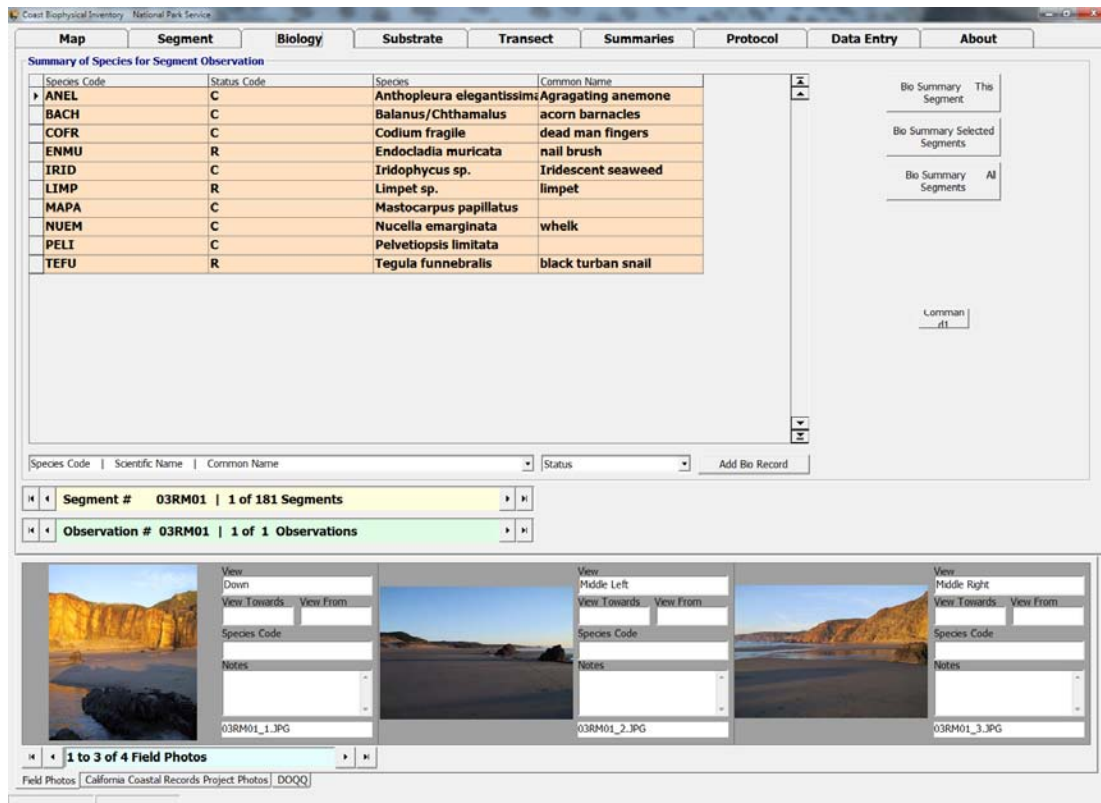 Coast Biophysical Inventory National Park Service
Map Segment Biology Substrate Transect Summaries Protocol Data Entry About
Summary of Species for Segment Observation
Species Code Status Code Species Common Name
ANEL C Anthopleura elegantissima Agragating anemone
BACH C Balanus/Chthamalus acorn barnacles
COFR C Codium fragile dead man fingers
ENMU R Endocladia muricata nail brush
IRID C Iridophycus sp. Iridescent seaweed
LIMP R Limpet sp. limpet
MAPA C Mastocarpus papillatus
NUEM C Nucella emarginata whelk
PELI C Pelvetiopsis limitata
TEFU R Tegula funnebralis black turban snail
Bio Summary This
Segment
Bio Summary Selected
Segments
Bio Summary All
Segments
Comman
d1
Species Code | Scientific Name | Common Name
Status
Add Bio Record
Segment # 03RM01 | 1 of 181 Segments
Observation # 03RM01 | 1 of 1 Observations
View
Down
View Towards View From
Species Code
Notes
03RM01_1.JPG
View
Middle Left
View Towards View From
Species Code
Notes
03RM01_2.JPG
View
Middle Right
View Towards View From
Species Code
Notes
03RM01_3.JPG
1 to 3 of 4 Field Photos
Field Photos California Coastal Records Project Photos DOQQ